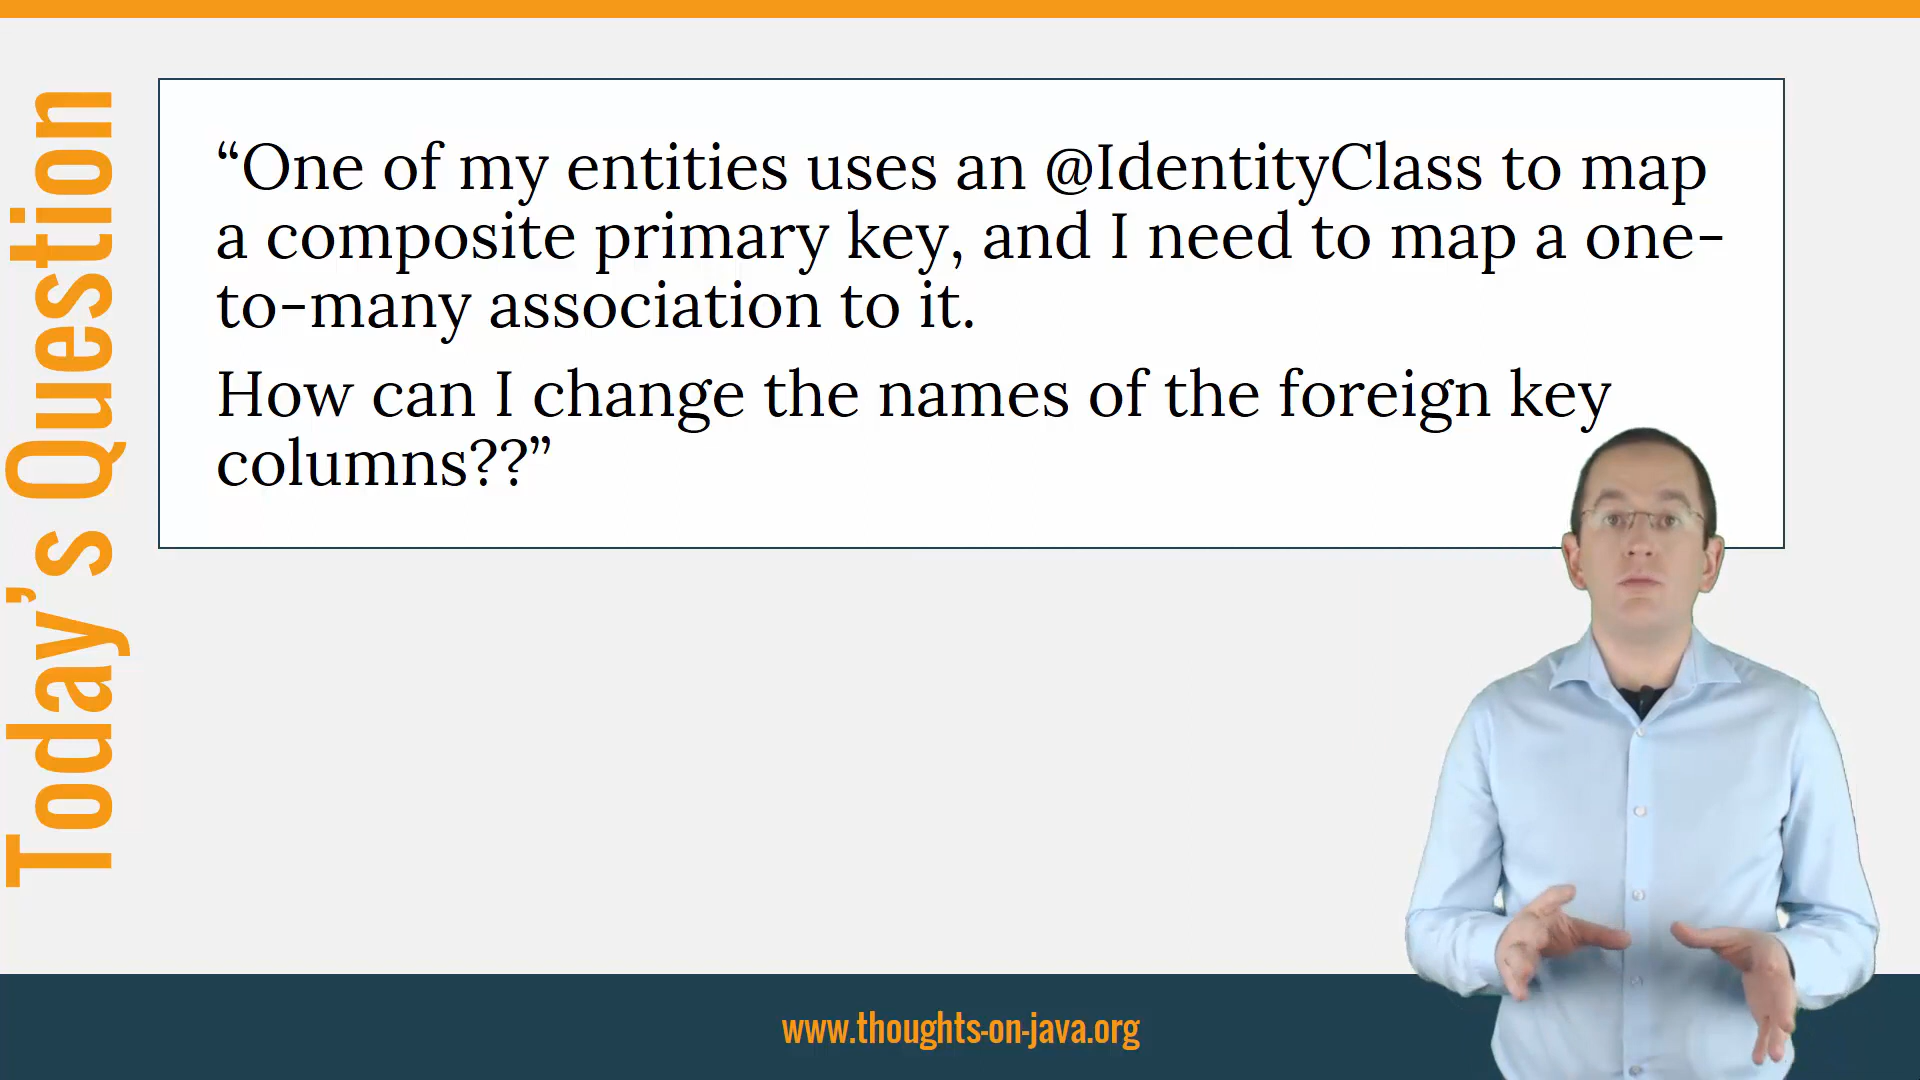 Today’s Question
“One of my entities uses an @IdentityClass to map
a composite primary key, and I need to map a one-
to-many association to it.
How can I change the names of the foreign key
columns??”
www.thoughts-on-java.org